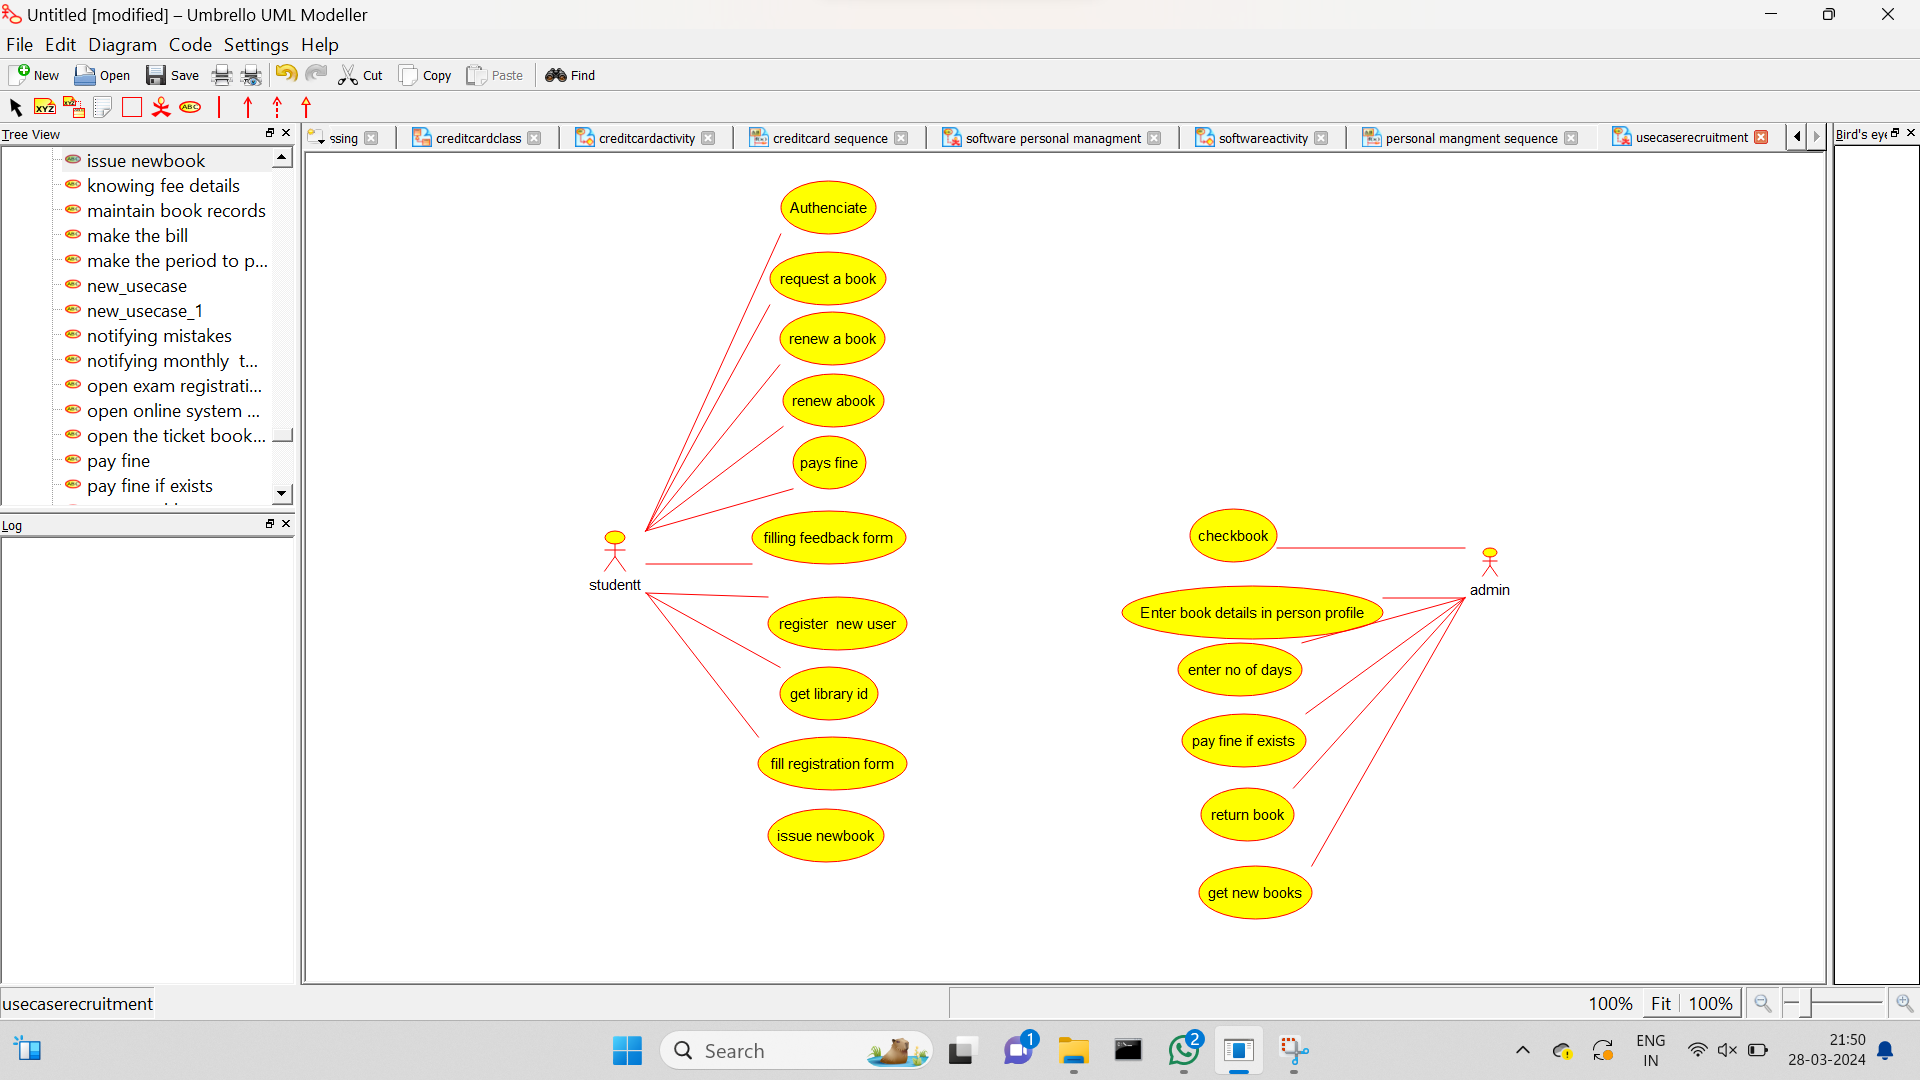 Untitled [modified] – Umbrello UML Modeller
File Edit Diagram Code Settings Help
New Open Save Cut Copy Paste Find
XYZ XYZ ABC
Tree View
ssing creditcardclass creditcardactivity creditcard sequence software personal managment softwareactivity personal mangment sequence usecaserecruitment
Bird's eye
issue newbook
knowing fee details
maintain book records
make the bill
make the period to p...
new_usecase
new_usecase_1
notifying mistakes
notifying monthly t...
open exam registrati...
open online system ...
open the ticket book...
pay fine
pay fine if exists
Log
Authenciate
request a book
renew a book
renew abook
pays fine
filling feedback form
studentt
register new user
get library id
fill registration form
issue newbook
checkbook
admin
Enter book details in person profile
enter no of days
pay fine if exists
return book
get new books
usecaserecruitment
100% Fit 100%
Search
1
2
ENG
IN
21:50
28-03-2024